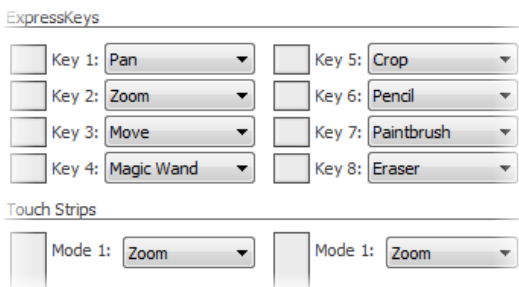 ExpressKeys
Key 1: Pan
Key 5: Crop
Key 2: Zoom
Key 6: Pencil
Key 3: Move
Key 7: Paintbrush
Key 4: Magic Wand
Key 8: Eraser
Touch Strips
Mode 1: Zoom
Mode 1: Zoom